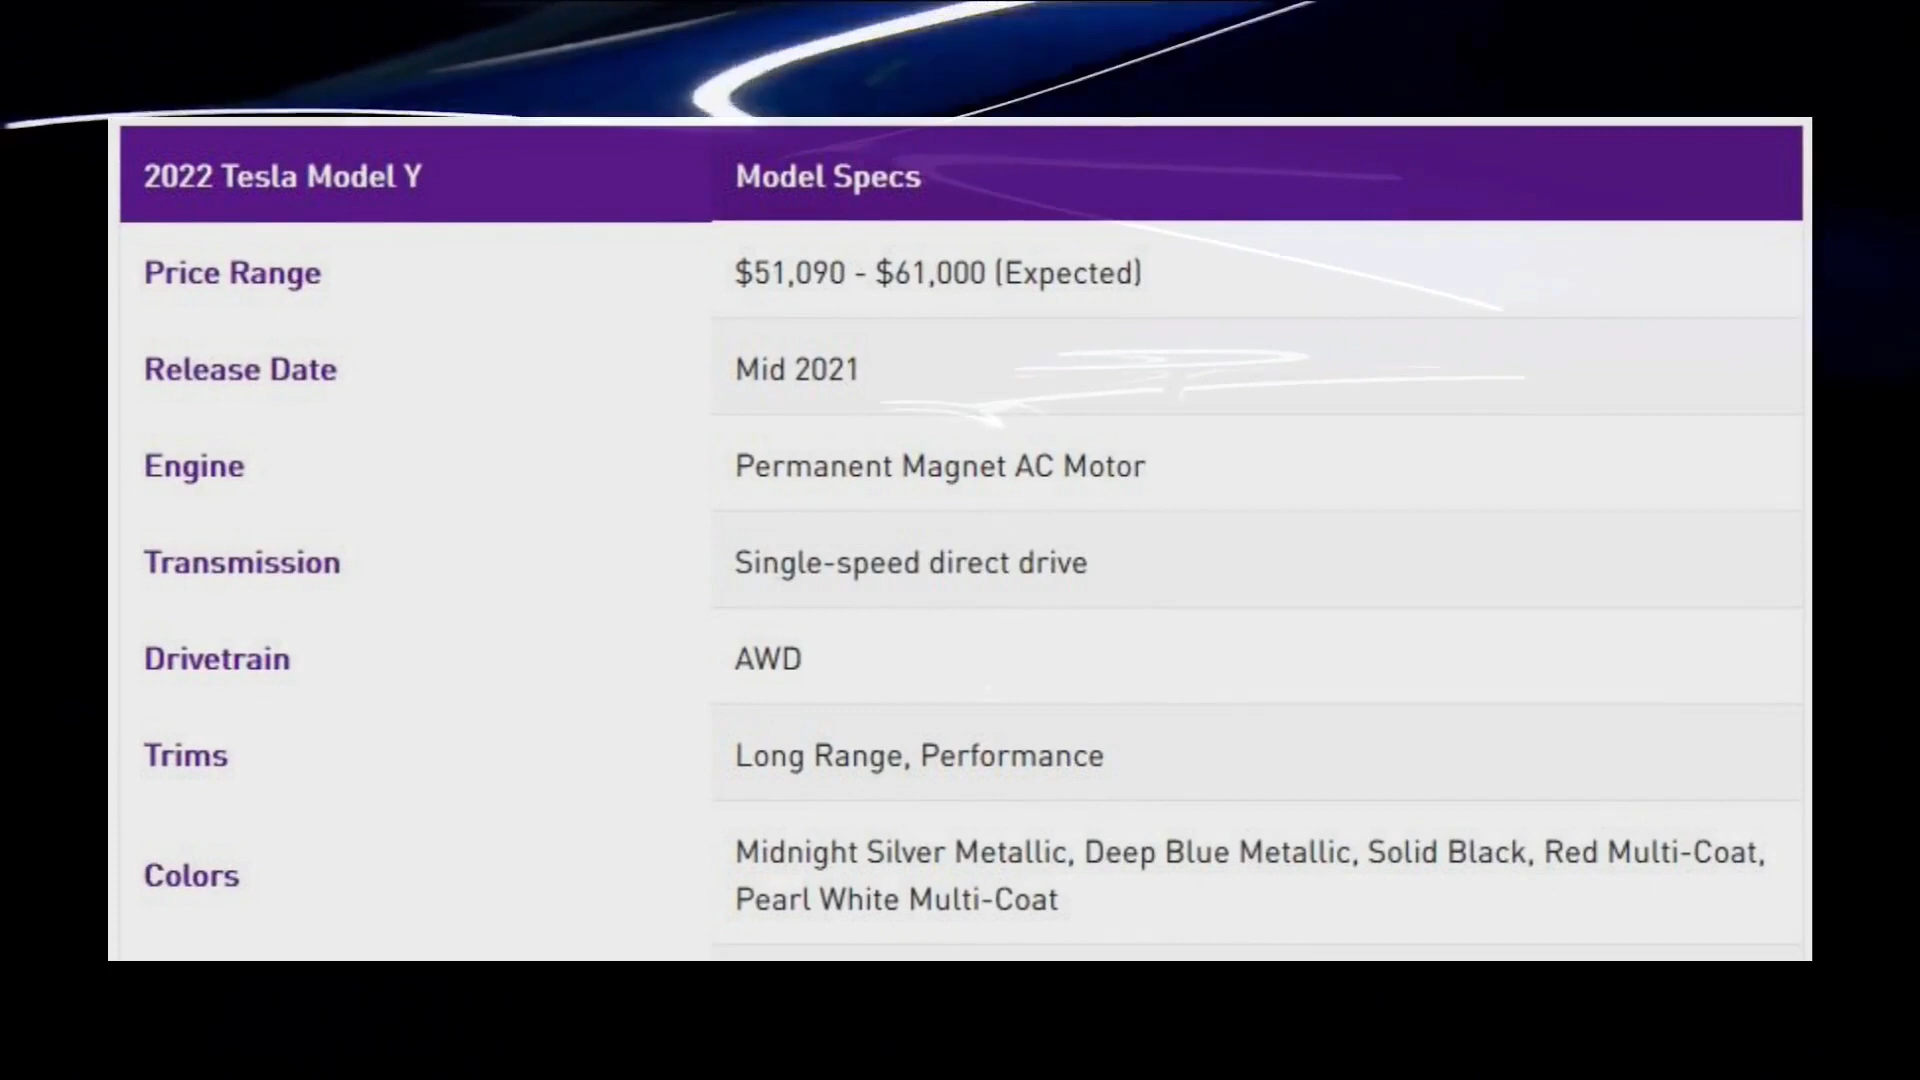 2022 Tesla Model Y Model Specs
Price Range $51,090 - $61,000 (Expected)
Release Date Mid 2021
Engine Permanent Magnet AC Motor
Transmission Single-speed direct drive
Drivetrain AWD
Trims Long Range, Performance
Colors Midnight Silver Metallic, Deep Blue Metallic, Solid Black, Red Multi-Coat,
Pearl White Multi-Coat